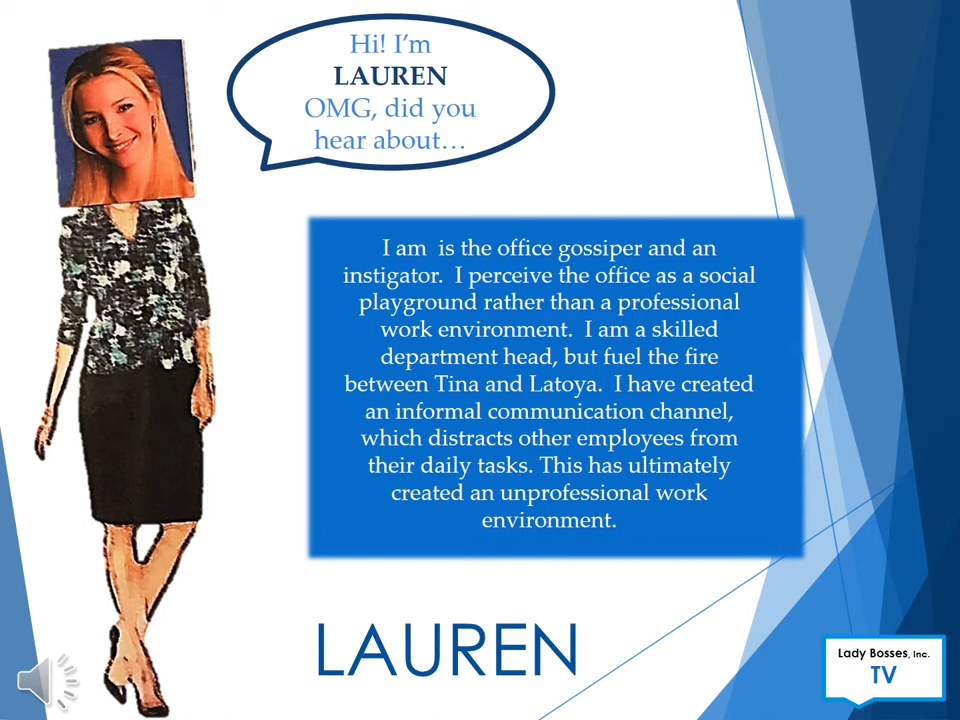 Hi! I’m
LAUREN
OMG, did you
hear about…
I am  is the office gossiper and an
instigator.  I perceive the office as a social
playground rather than a professional
work environment.  I am a skilled
department head, but fuel the fire
between Tina and Latoya.  I have created
an informal communication channel,
which distracts other employees from
their daily tasks. This has ultimately
created an unprofessional work
environment.
LAUREN
Lady Bosses, Inc.
TV